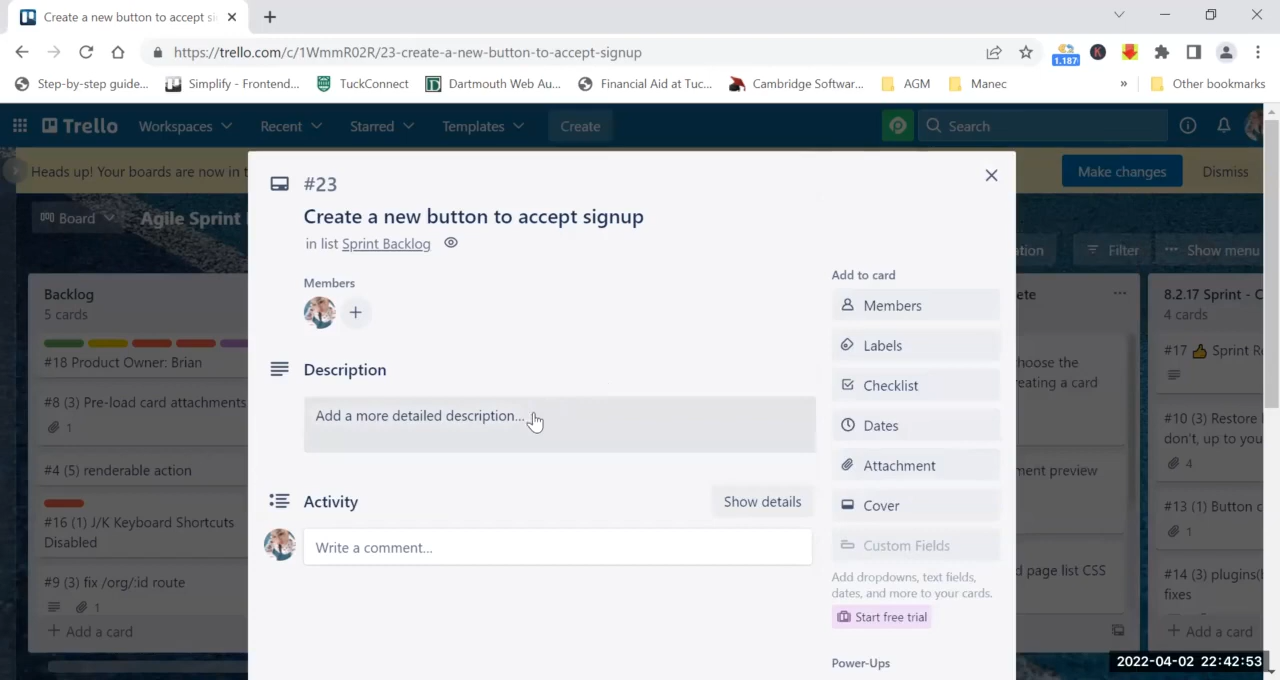 Create a new button to accept si
https://trello.com/c/1WmmR02R/23-create-a-new-button-to-accept-signup
1.187
K
Step-by-step guide...
Simplify - Frontend...
TuckConnect
Dartmouth Web Au...
Financial Aid at Tuc...
Cambridge Softwar...
AGM
Manec
»
Other bookmarks
Trello
Workspaces
Recent
Starred
Templates
Create
Search
Heads up! Your boards are now in t
Make changes
Dismiss
Board
Agile Sprint
Filter
Show menu
#23
Create a new button to accept signup
in list Sprint Backlog
Members
Description
Add a more detailed description...
Activity
Show details
Write a comment...
Add to card
Members
Labels
Checklist
Dates
Attachment
Cover
Custom Fields
Add dropdowns, text fields,
dates, and more to your cards.
Start free trial
Power-Ups
Backlog
5 cards
#18 Product Owner: Brian
#8 (3) Pre-load card attachments
1
#4 (5) renderable action
#16 (1) J/K Keyboard Shortcuts
Disabled
#9 (3) fix /org/:id route
1
+ Add a card
hoose the
reating a card
ment preview
page list CSS
8.2.17 Sprint - C
4 cards
#17 👍 Sprint R
#10 (3) Restore
don't, up to you
4
#13 (1) Button c
1
#14 (3) plugins(
fixes
+ Add a card
2022-04-02 22:42:53